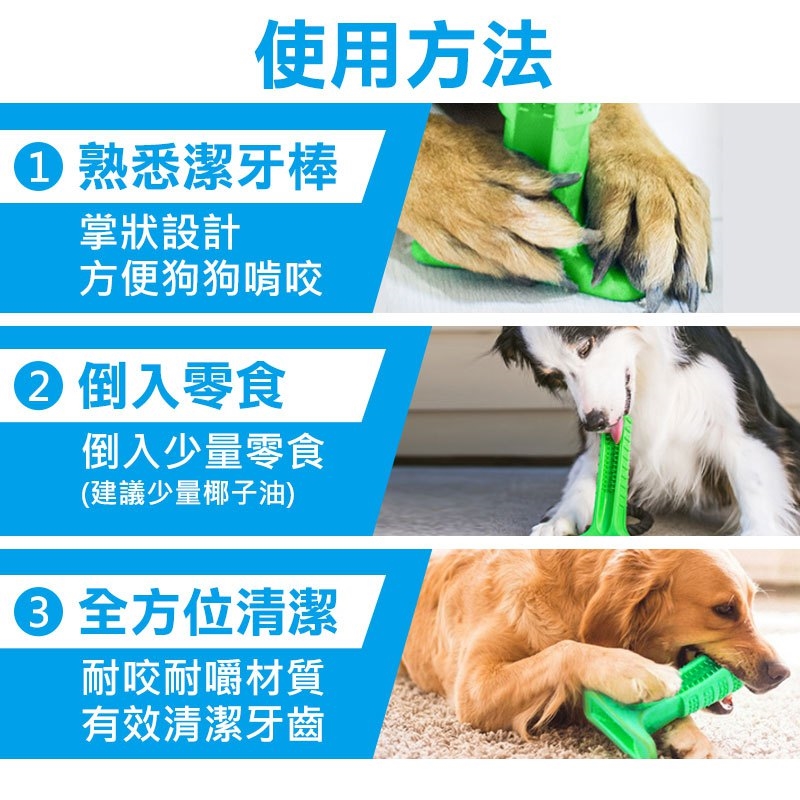 使用方法
1 熟悉潔牙棒
掌狀設計
方便狗狗啃咬
2 倒入零食
倒入少量零食
(建議少量椰子油)
3 全方位清潔
耐咬耐嚼材質
有效清潔牙齒